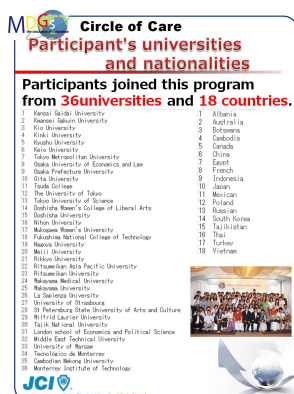 MDGs
Circle of Care
Participant's universities
and nationalities
Participants joined this program
from 36universities and 18 countries.
1 Kansai Gaidai University
2 Kwansei Gakuin University
3 Kio University
4 Kinki University
5 Kyushu University
6 Keio University
7 Tokyo Metropolitan University
8 Osaka University of Economics and Law
9 Osaka Prefecture University
10 Oita University
11 Tsuda College
12 The University of Tokyo
13 Tokyo University of Science
14 Doshisha Women's College of Liberal Arts
15 Doshisha University
16 Nihon University
17 Mukogawa Women's University
18 Fukushima National College of Technology
19 Nagoya University
20 Meiji University
21 Rikkyo University
22 Ritsumeikan Asia Pacific University
23 Ritsumeikan University
24 Wakayama Medical University
25 Wakayama University
26 La Sapienza University
27 University of Strasbourg
28 St Petersburg State University of Arts and Culture
29 Wilfrid Laurier University
30 Tajik National University
31 London school of Economics and Political Science
32 Middle East Technical University
33 University of Warsaw
34 Tecnológico de Monterrey
35 Cambodian Mekong University
36 Monterrey Institute of Technology
1 Albania
2 Australia
3 Botswana
4 Cambodia
5 Canada
6 China
7 Egypt
8 French
9 Indonesia
10 Japan
11 Mexican
12 Poland
13 Russian
14 South Korea
15 Tajikistan
16 Thai
17 Turkey
18 Vietnam
JCI